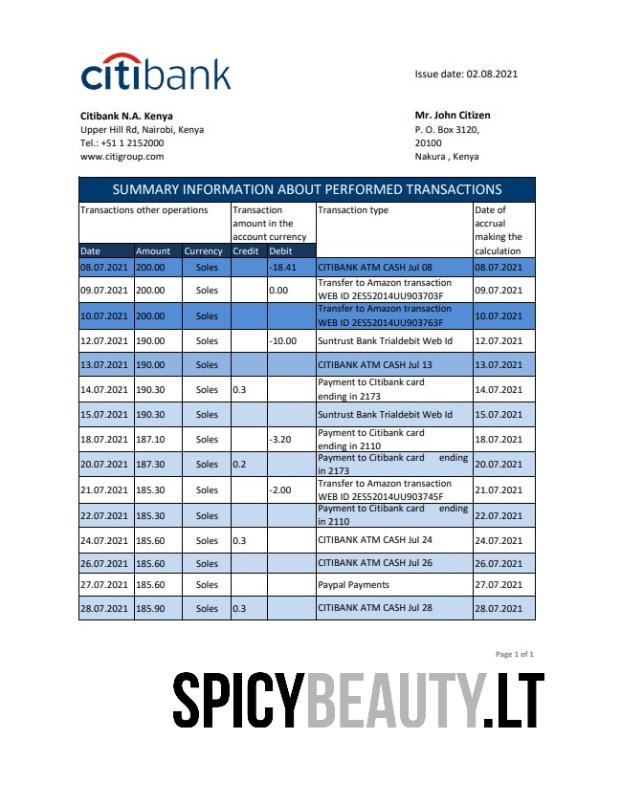 citibank
Issue date: 02.08.2021
Citibank N.A. Kenya
Upper Hill Rd, Nairobi, Kenya
Tel.: +51 1 2152000
www.citigroup.com
Mr. John Citizen
P. O. Box 3120,
20100
Nakura , Kenya
SUMMARY INFORMATION ABOUT PERFORMED TRANSACTIONS
Transactions other operations
Transaction
amount in the
account currency
Transaction type
Date of
accrual
making the
calculation
Date Amount Currency Credit Debit
08.07.2021 200.00 Soles -18.41 CITIBANK ATM CASH Jul 08 08.07.2021
09.07.2021 200.00 Soles 0.00 Transfer to Amazon transaction 09.07.2021
WEB ID 2ES52014UU903703F
10.07.2021 200.00 Soles Transfer to Amazon transaction 10.07.2021
WEB ID 2ES52014UU903763F
12.07.2021 190.00 Soles -10.00 Suntrust Bank Trialdebit Web Id 12.07.2021
13.07.2021 190.00 Soles CITIBANK ATM CASH Jul 13 13.07.2021
14.07.2021 190.30 Soles 0.3 Payment to CItibank card 14.07.2021
ending in 2173
15.07.2021 190.30 Soles Suntrust Bank Trialdebit Web Id 15.07.2021
18.07.2021 187.10 Soles -3.20 Payment to Citibank card 18.07.2021
ending in 2110
20.07.2021 187.30 Soles 0.2 Payment to Citibank card ending 20.07.2021
in 2173
21.07.2021 185.30 Soles -2.00 Transfer to Amazon transaction 21.07.2021
WEB ID 2ES52014UU903745F
22.07.2021 185.30 Soles Payment to Citibank card ending 22.07.2021
in 2110
24.07.2021 185.60 Soles 0.3 CITIBANK ATM CASH Jul 24 24.07.2021
26.07.2021 185.60 Soles CITIBANK ATM CASH Jul 26 26.07.2021
27.07.2021 185.60 Soles Paypal Payments 27.07.2021
28.07.2021 185.90 Soles 0.3 CITIBANK ATM CASH Jul 28 28.07.2021
Page 1 of 1
SPICYBEAUTY.LT